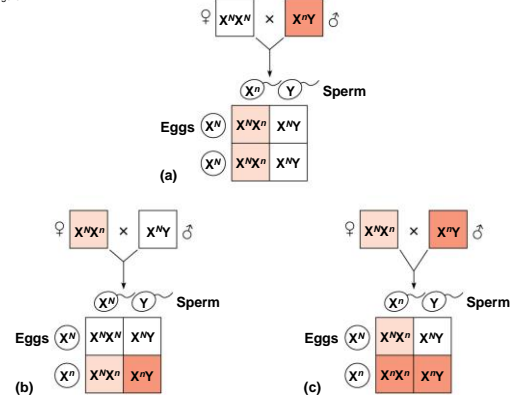 ♀ XᴺXᴺ × XⁿY ♂
Xⁿ Y Sperm
Eggs Xᴺ XᴺXⁿ XᴺY
Xᴺ XᴺXⁿ XᴺY
(a)
♀ XᴺXⁿ × XᴺY ♂
Xᴺ Y Sperm
Eggs Xᴺ XᴺXᴺ XᴺY
Xⁿ XᴺXⁿ XⁿY
(b)
♀ XᴺXⁿ × XⁿY ♂
Xⁿ Y Sperm
Eggs Xᴺ XᴺXⁿ XᴺY
Xⁿ XⁿXⁿ XⁿY
(c)